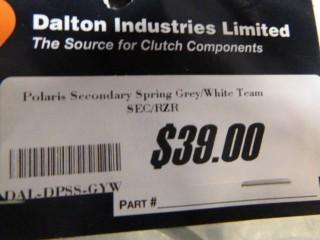 Dalton Industries Limited
The Source for Clutch Components
Polaris Secondary Spring Grey/White Team
SEC/RZR
$39.00
DAL-DPSS-GYW
PART #